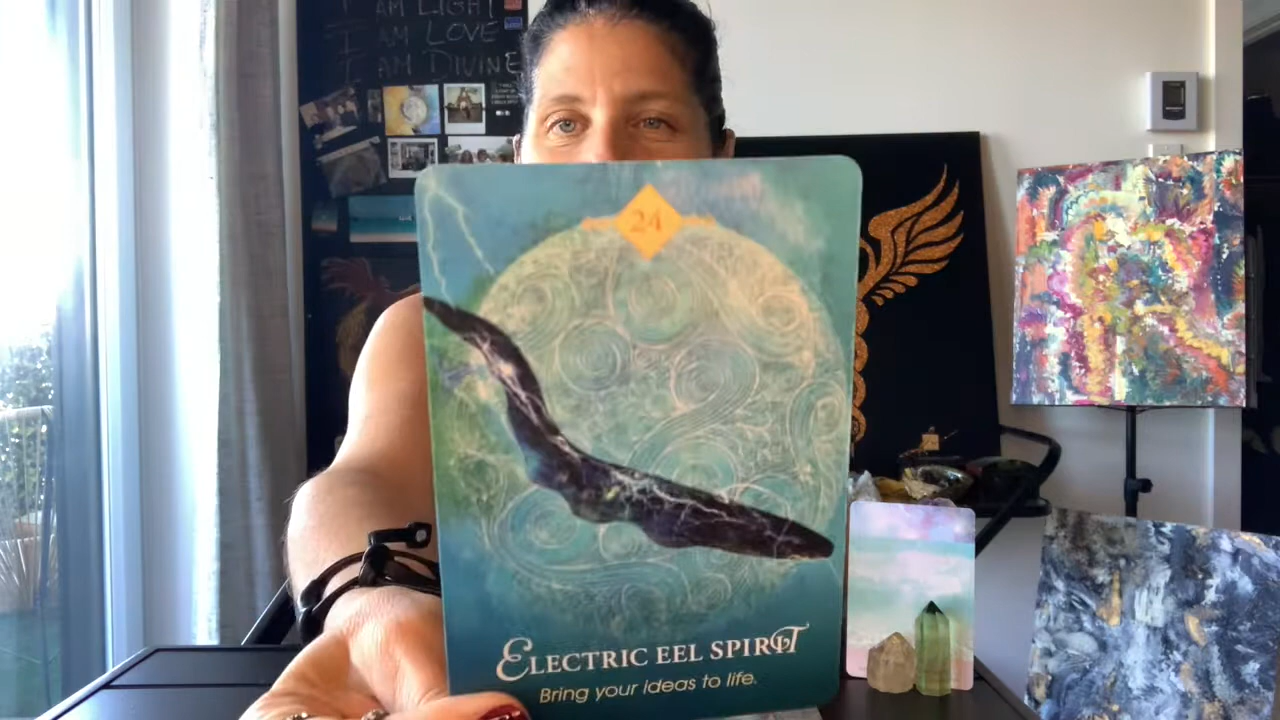 I AM LIGHT
I AM LOVE
I AM DIVINE
24
ELECTRIC EEL SPIRIT
Bring your ideas to life.